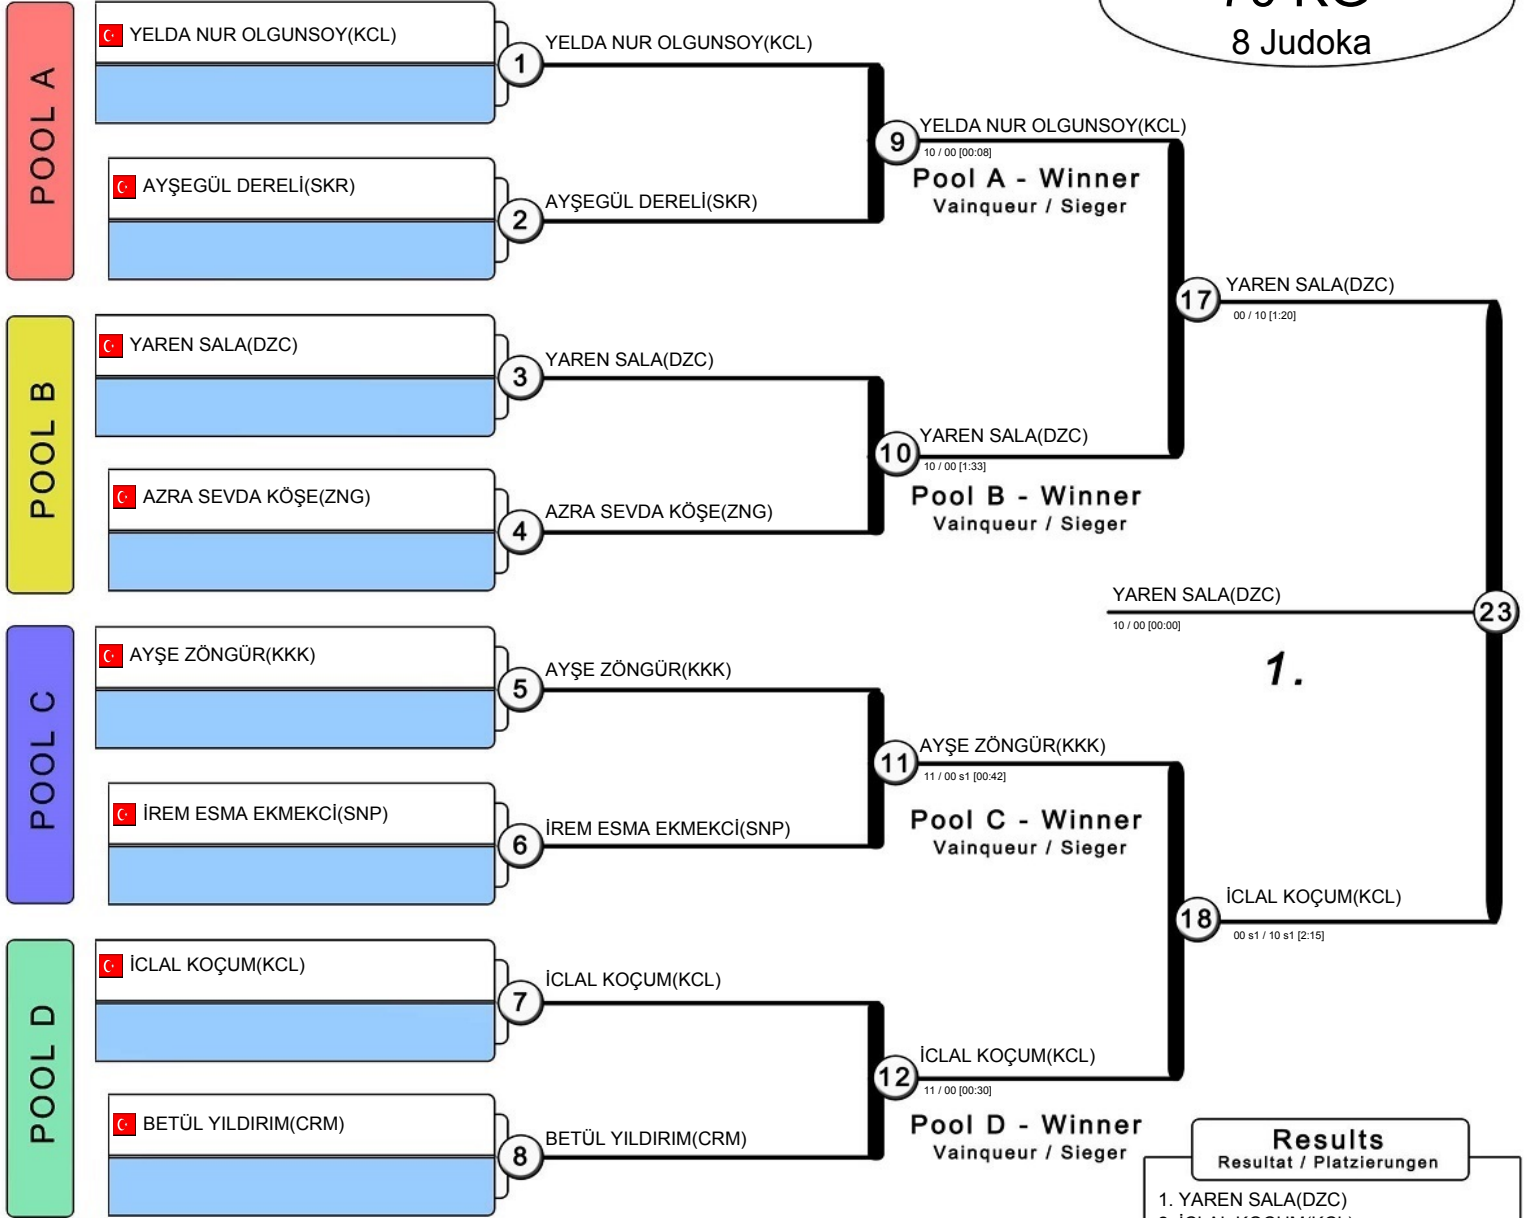 KG
8 Judoka
POOL A
YELDA NUR OLGUNSOY(KCL)
1
YELDA NUR OLGUNSOY(KCL)
AYŞEGÜL DERELİ(SKR)
2
AYŞEGÜL DERELİ(SKR)
9
YELDA NUR OLGUNSOY(KCL)
10 / 00 [00:08]
Pool A - Winner
Vainqueur / Sieger
POOL B
YAREN SALA(DZC)
3
YAREN SALA(DZC)
AZRA SEVDA KÖŞE(ZNG)
4
AZRA SEVDA KÖŞE(ZNG)
10
YAREN SALA(DZC)
10 / 00 [1:33]
Pool B - Winner
Vainqueur / Sieger
17
YAREN SALA(DZC)
00 / 10 [1:20]
YAREN SALA(DZC)
10 / 00 [00:00]
23
1.
POOL C
AYŞE ZÖNGÜR(KKK)
5
AYŞE ZÖNGÜR(KKK)
İREM ESMA EKMEKCİ(SNP)
6
İREM ESMA EKMEKCİ(SNP)
11
AYŞE ZÖNGÜR(KKK)
11 / 00 s1 [00:42]
Pool C - Winner
Vainqueur / Sieger
POOL D
İCLAL KOÇUM(KCL)
7
İCLAL KOÇUM(KCL)
BETÜL YILDIRIM(CRM)
8
BETÜL YILDIRIM(CRM)
12
İCLAL KOÇUM(KCL)
11 / 00 [00:30]
Pool D - Winner
Vainqueur / Sieger
18
İCLAL KOÇUM(KCL)
00 s1 / 10 s1 [2:15]
Results
Resultat / Platzierungen
1. YAREN SALA(DZC)